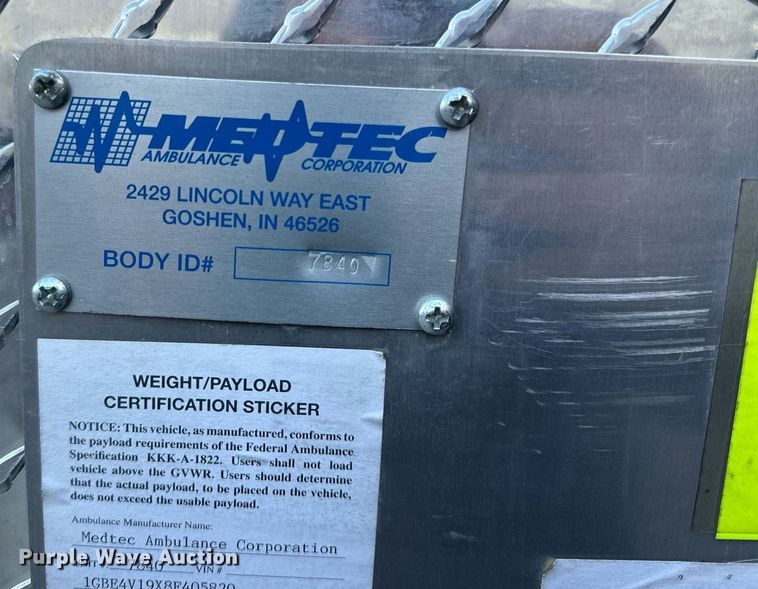 MEDTEC
AMBULANCE CORPORATION
2429 LINCOLN WAY EAST
GOSHEN, IN 46526
BODY ID# 7840
WEIGHT/PAYLOAD
CERTIFICATION STICKER
NOTICE: This vehicle, as manufactured, conforms to
the payload requirements of the Federal Ambulance
Specification KKK-A-1822. Users shall not load
vehicle above the GVWR. Users should determine
that the actual payload, to be placed on the vehicle,
does not exceed the usable payload.
Ambulance Manufacturer Name:
Medtec Ambulance Corporation
7840 VIN #
1GBE4V19X8F405820
Purple Wave Auction